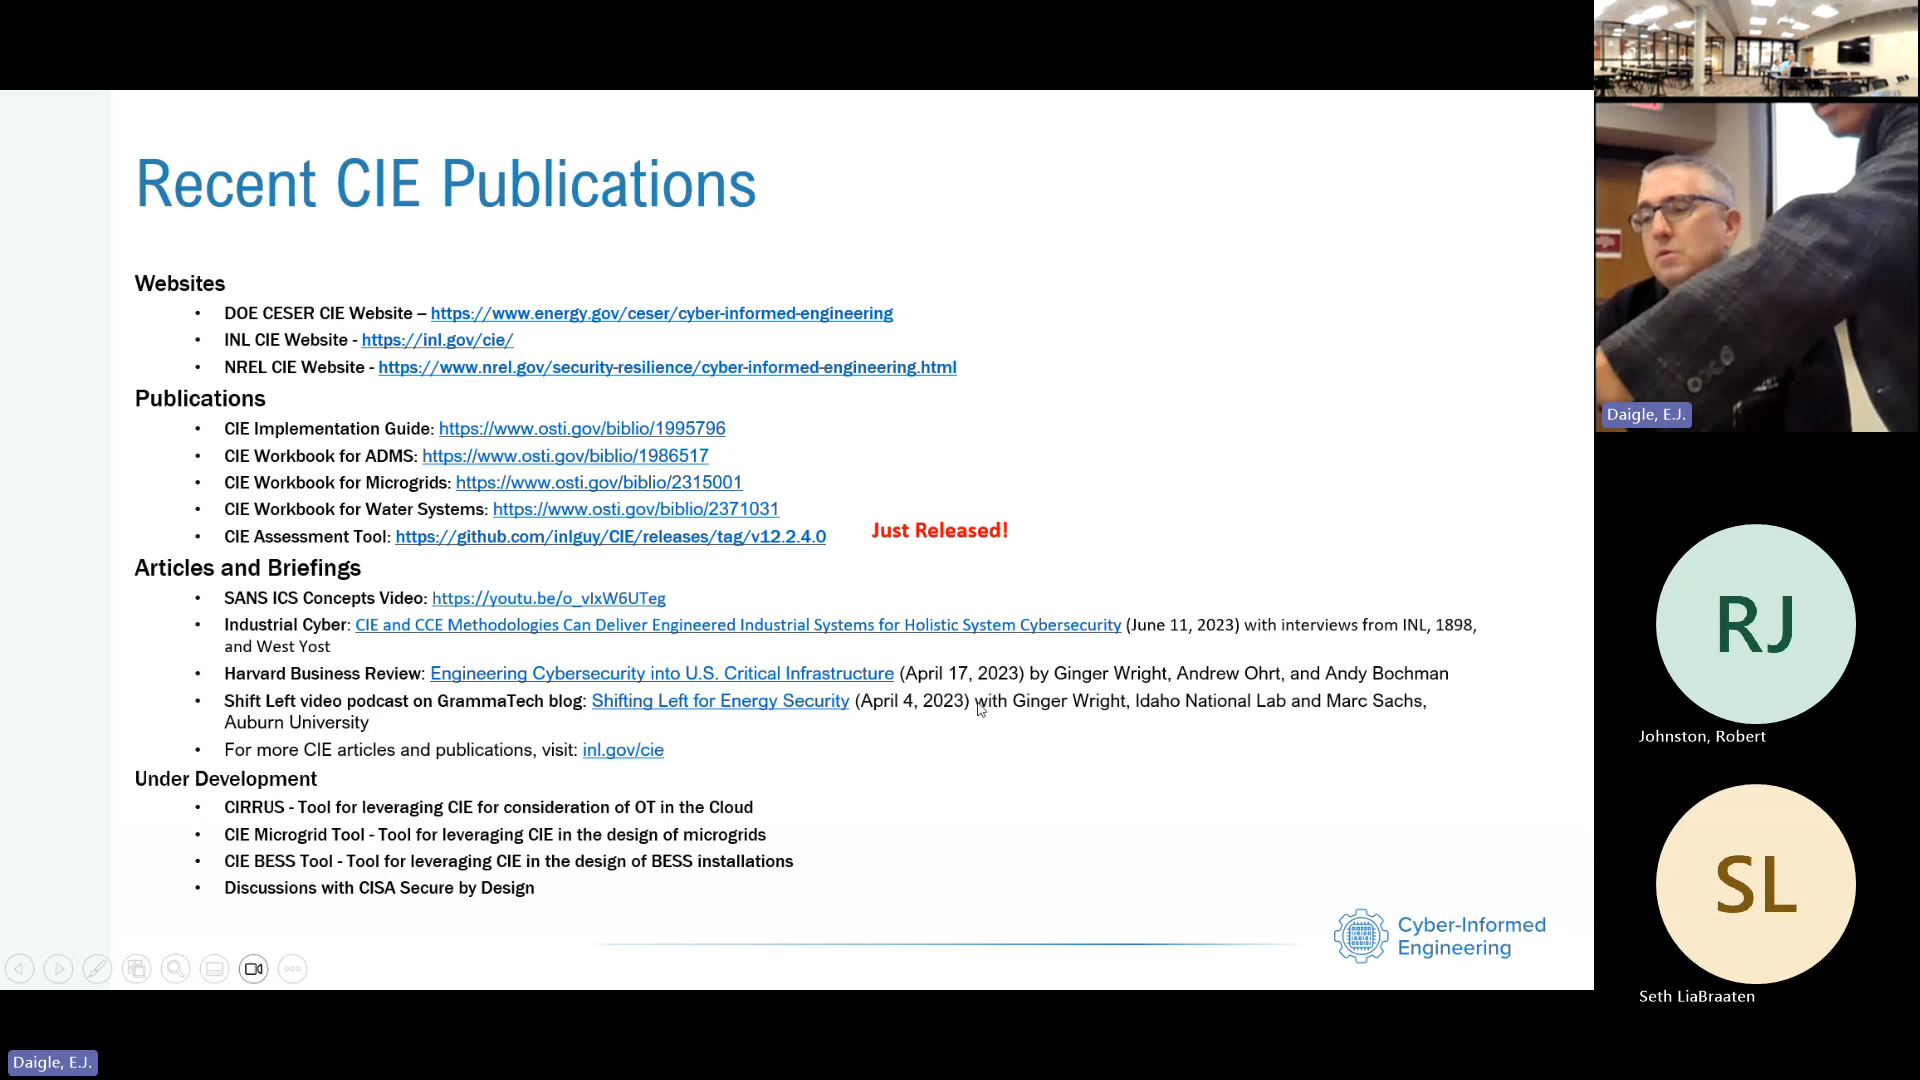 Recent CIE Publications
Websites
• DOE CESER CIE Website – https://www.energy.gov/ceser/cyber-informed-engineering
• INL CIE Website - https://inl.gov/cie/
• NREL CIE Website - https://www.nrel.gov/security-resilience/cyber-informed-engineering.html
Publications
• CIE Implementation Guide: https://www.osti.gov/biblio/1995796
• CIE Workbook for ADMS: https://www.osti.gov/biblio/1986517
• CIE Workbook for Microgrids: https://www.osti.gov/biblio/2315001
• CIE Workbook for Water Systems: https://www.osti.gov/biblio/2371031
• CIE Assessment Tool: https://github.com/inlguy/CIE/releases/tag/v12.2.4.0 Just Released!
Articles and Briefings
• SANS ICS Concepts Video: https://youtu.be/o_vIxW6UTeg
• Industrial Cyber: CIE and CCE Methodologies Can Deliver Engineered Industrial Systems for Holistic System Cybersecurity (June 11, 2023) with interviews from INL, 1898,
and West Yost
• Harvard Business Review: Engineering Cybersecurity into U.S. Critical Infrastructure (April 17, 2023) by Ginger Wright, Andrew Ohrt, and Andy Bochman
• Shift Left video podcast on GrammaTech blog: Shifting Left for Energy Security (April 4, 2023) with Ginger Wright, Idaho National Lab and Marc Sachs,
Auburn University
• For more CIE articles and publications, visit: inl.gov/cie
Under Development
• CIRRUS - Tool for leveraging CIE for consideration of OT in the Cloud
• CIE Microgrid Tool - Tool for leveraging CIE in the design of microgrids
• CIE BESS Tool - Tool for leveraging CIE in the design of BESS installations
• Discussions with CISA Secure by Design
Cyber-Informed
Engineering
Daigle, E.J.
RJ
Johnston, Robert
SL
Seth LiaBraaten
Daigle, E.J.